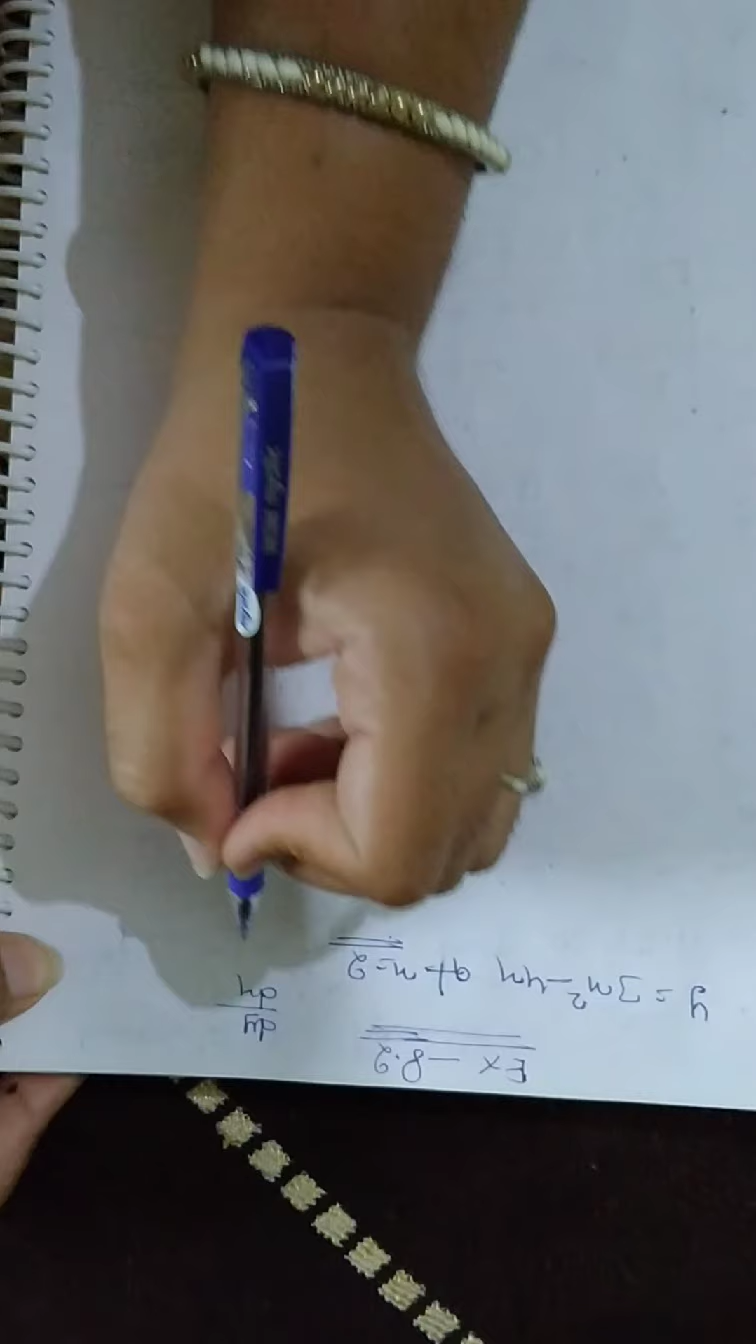 Ex - 8.2
y = 3x² - 4x at x = 2
dy
dx